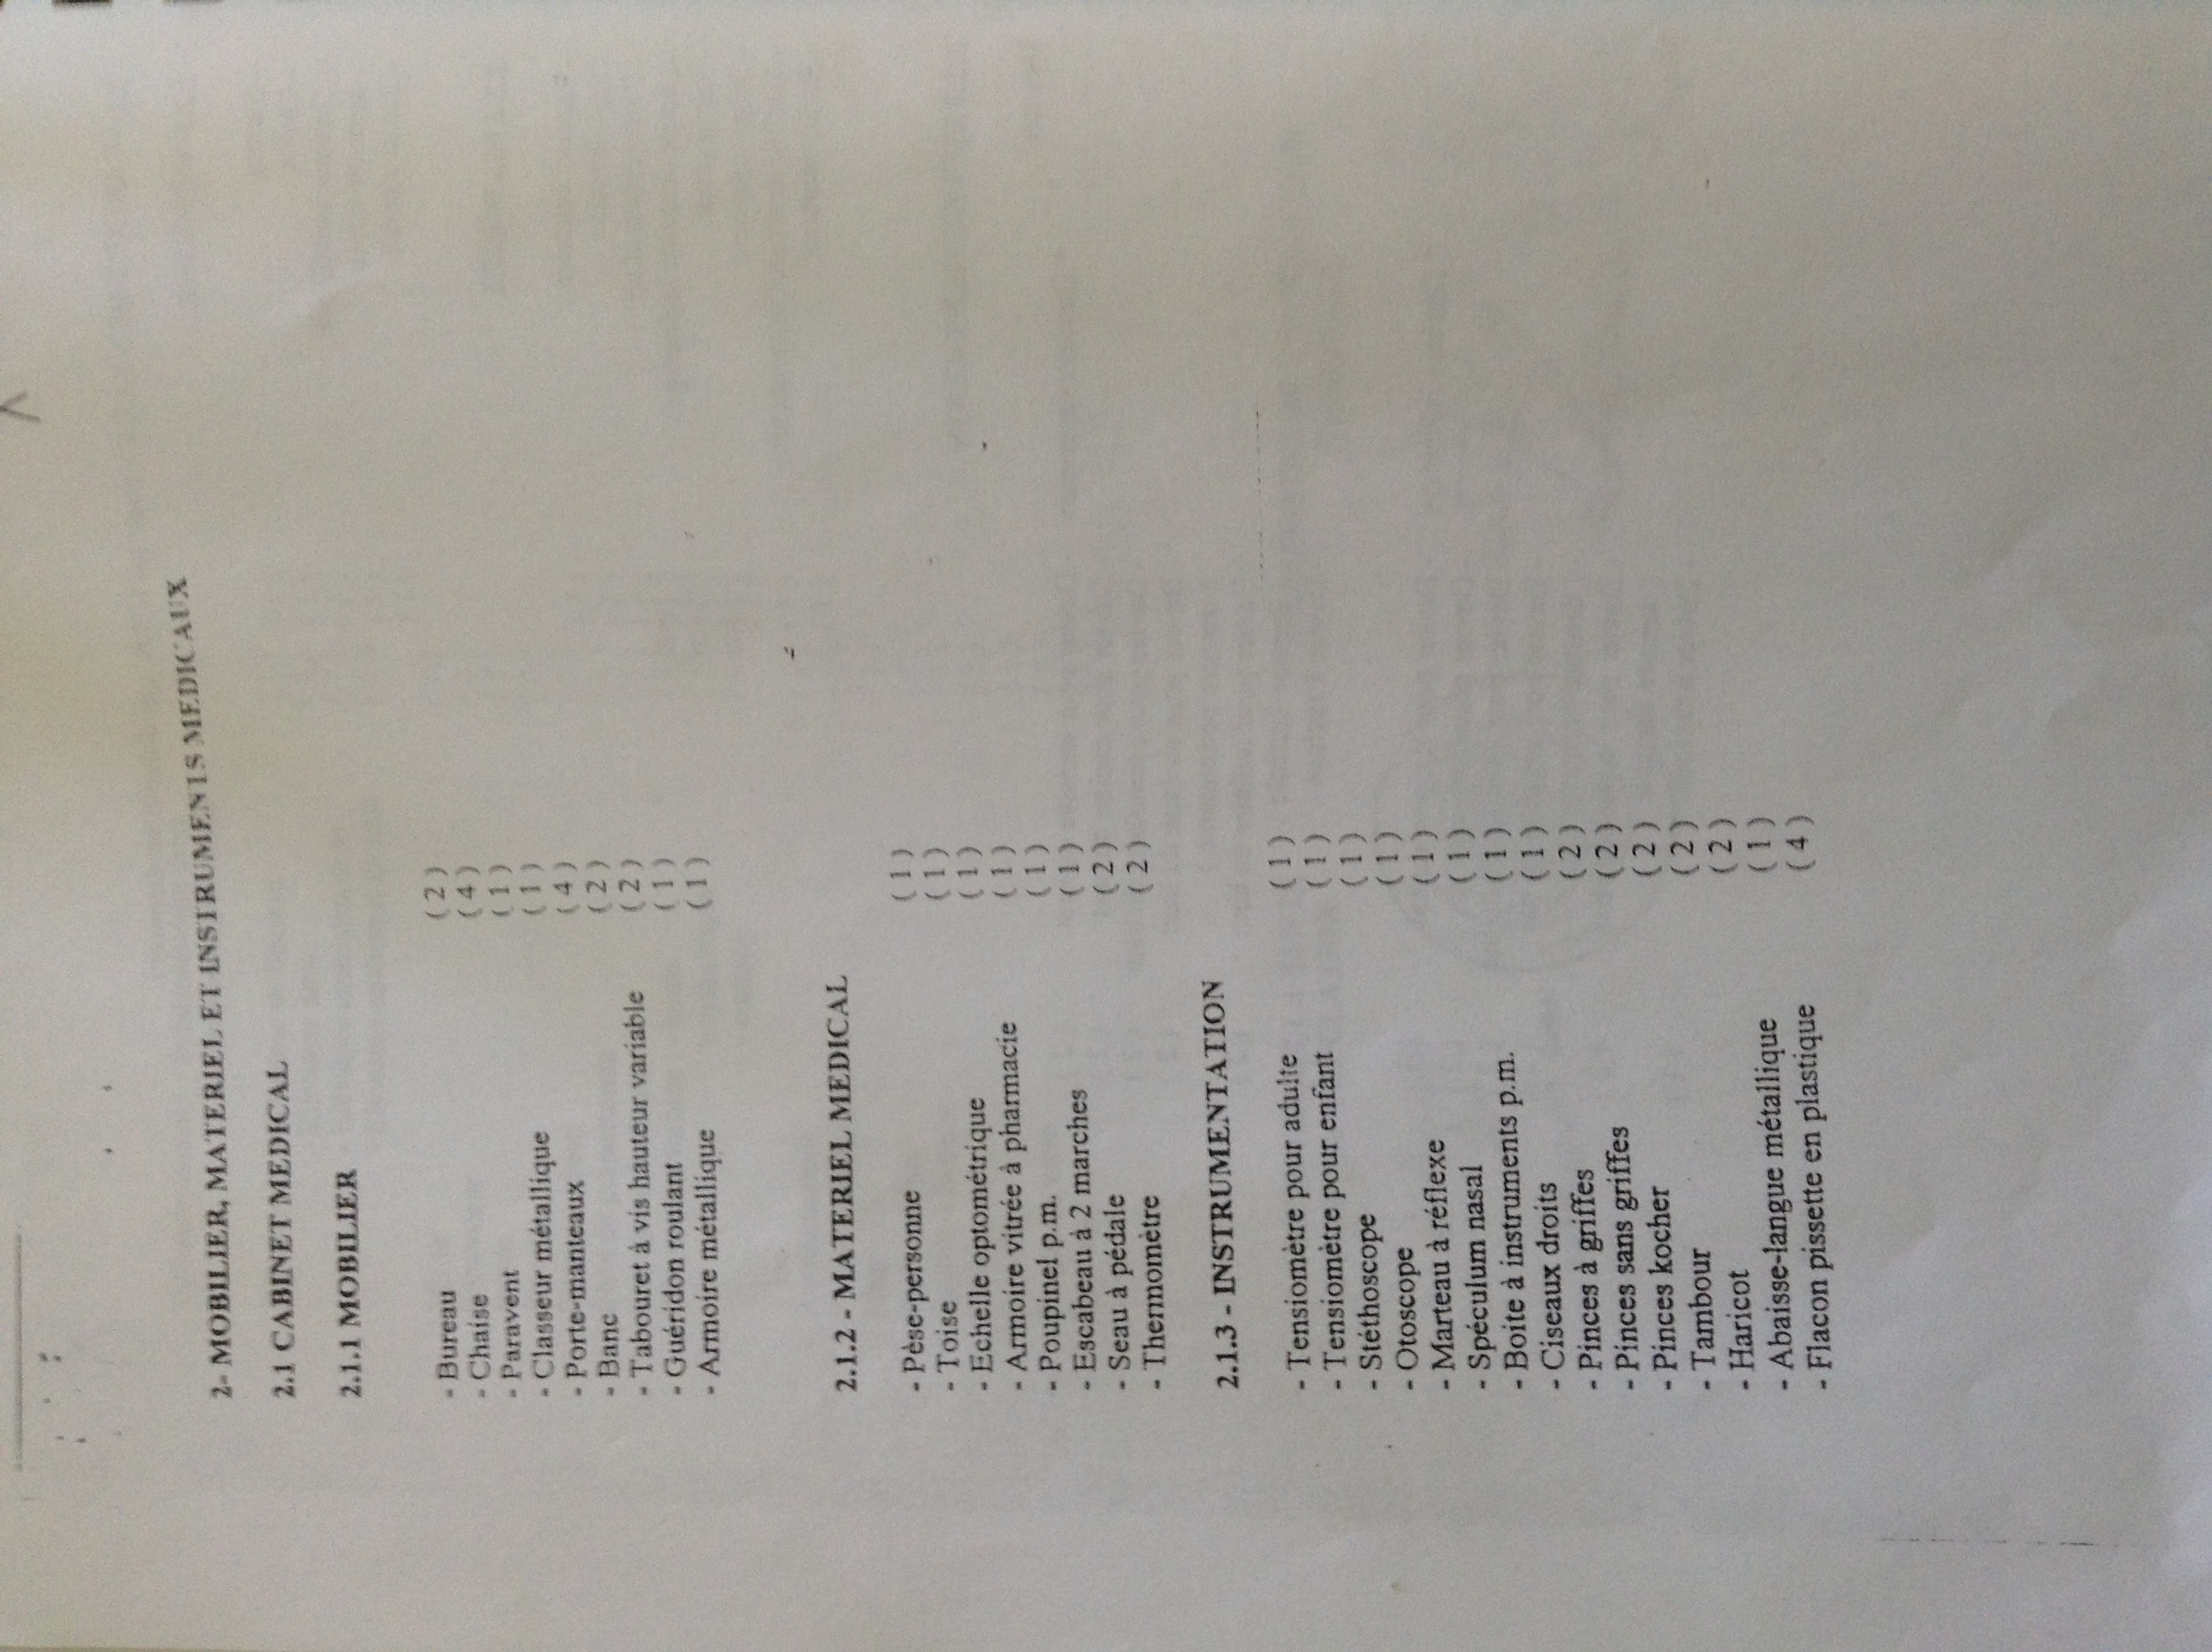 2- MOBILIER, MATERIEL ET INSTRUMENTS MEDICAUX
2.1 CABINET MEDICAL
2.1.1 MOBILIER
- Bureau (2)
- Chaise (4)
- Paravent (1)
- Classeur métallique (1)
- Porte-manteaux (4)
- Banc (2)
- Tabouret à vis hauteur variable (2)
- Guéridon roulant (1)
- Armoire métallique (1)
2.1.2 - MATERIEL MEDICAL
- Pèse-personne (1)
- Toise (1)
- Echelle optométrique (1)
- Armoire vitrée à pharmacie (1)
- Poupinel p.m. (1)
- Escabeau à 2 marches (1)
- Seau à pédale (2)
- Thermomètre (2)
2.1.3 - INSTRUMENTATION
- Tensiomètre pour adulte (1)
- Tensiomètre pour enfant (1)
- Stéthoscope (1)
- Otoscope (1)
- Marteau à réflexe (1)
- Spéculum nasal (1)
- Boite à instruments p.m. (1)
- Ciseaux droits (1)
- Pinces à griffes (2)
- Pinces sans griffes (2)
- Pinces kocher (2)
- Tambour (2)
- Haricot (2)
- Abaisse-langue métallique (1)
- Flacon pissette en plastique (4)